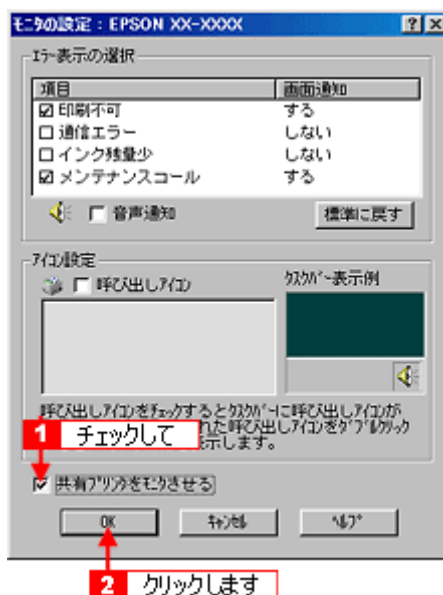 ﾓﾆﾀの設定 : EPSON XX-XXXX
ｴﾗｰ表示の選択
項目 画面通知
印刷不可 する
通信エラー しない
インク残量少 しない
メンテナンスコール する
音声通知 標準に戻す
ｱｲｺﾝ設定
呼び出しｱｲｺﾝ ﾀｽｸﾊﾞｰ表示例
呼び出しｱｲｺﾝをﾁｪｯｸするとﾀｽｸﾊﾞｰに呼び出しｱｲｺﾝが
1 チェックして
た呼び出しｱｲｺﾝをﾀﾞﾌﾞﾙｸﾘｯｸ
示します。
共有ﾌﾟﾘﾝﾀをﾓﾆﾀさせる
OK ｷｬﾝｾﾙ ﾍﾙﾌﾟ
2 クリックします